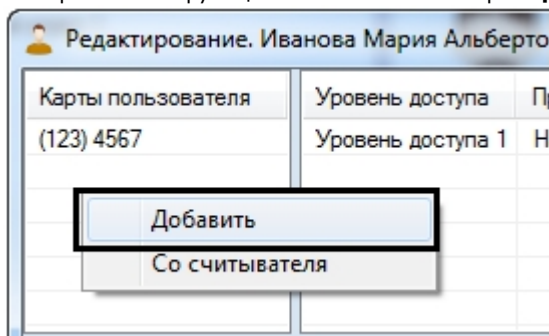 Редактирование. Иванова Мария Альберто
Карты пользователя Уровень доступа
(123) 4567 Уровень доступа 1
Добавить
Со считывателя